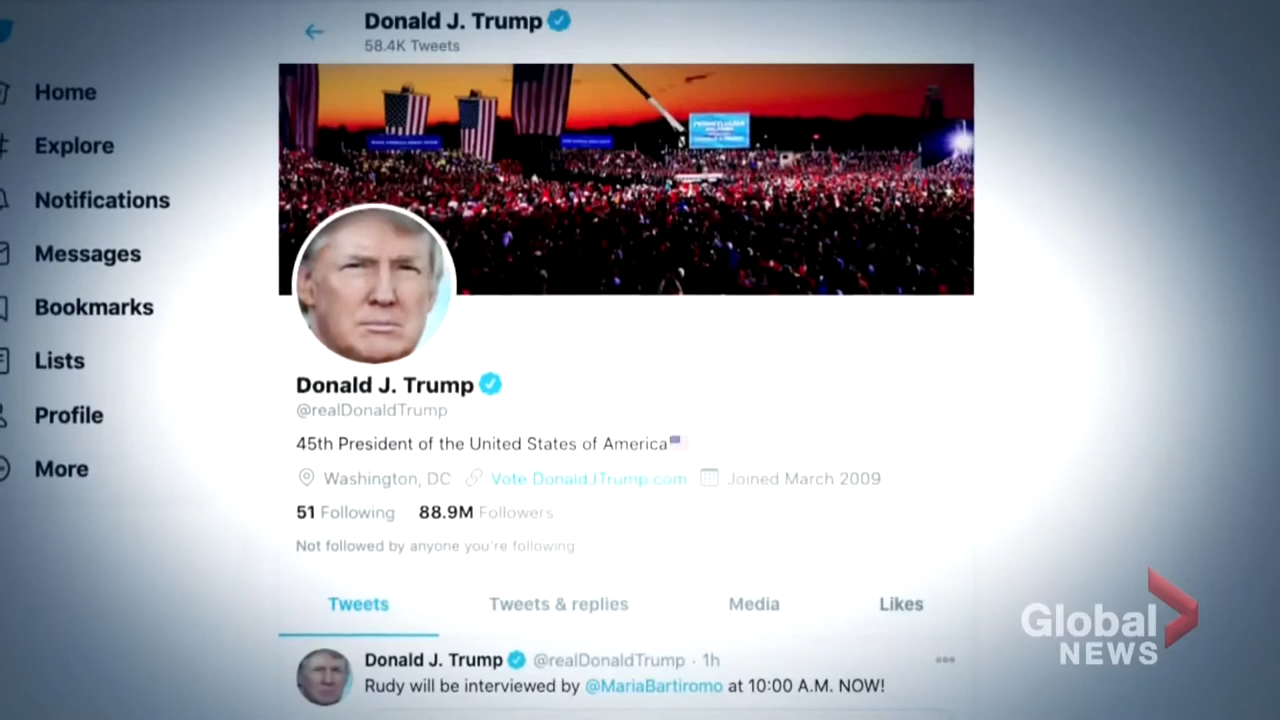 Donald J. Trump
58.4K Tweets
Home
Explore
Notifications
Messages
Bookmarks
Lists
Profile
More
Donald J. Trump
@realDonaldTrump
45th President of the United States of America
Washington, DC Vote.DonaldJTrump.com Joined March 2009
51 Following 88.9M Followers
Not followed by anyone you're following
Tweets Tweets & replies Media Likes
Donald J. Trump @realDonaldTrump · 1h
Rudy will be interviewed by @MariaBartiromo at 10:00 A.M. NOW!
Global
NEWS